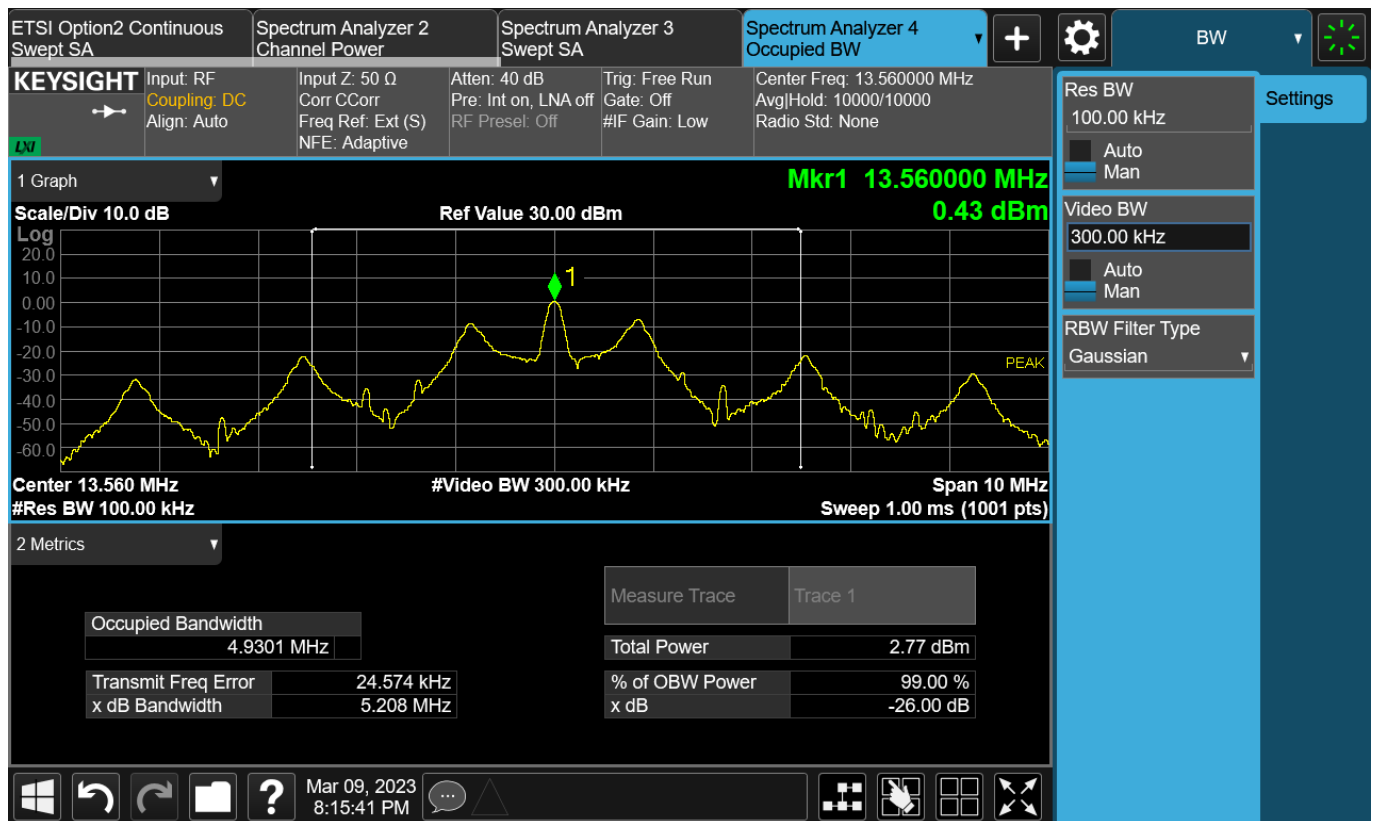 ETSI Option2 Continuous
Swept SA
Spectrum Analyzer 2
Channel Power
Spectrum Analyzer 3
Swept SA
Spectrum Analyzer 4
Occupied BW
BW
KEYSIGHT
LXI
Input: RF
Coupling: DC
Align: Auto
Input Z: 50 Ω
Corr CCorr
Freq Ref: Ext (S)
NFE: Adaptive
Atten: 40 dB
Pre: Int on, LNA off
RF Presel: Off
Trig: Free Run
Gate: Off
#IF Gain: Low
Center Freq: 13.560000 MHz
Avg|Hold: 10000/10000
Radio Std: None
Res BW
100.00 kHz
Auto
Man
Video BW
300.00 kHz
Auto
Man
RBW Filter Type
Gaussian
Settings
1 Graph
Mkr1 13.560000 MHz
0.43 dBm
Scale/Div 10.0 dB
Ref Value 30.00 dBm
Log
20.0
10.0
0.00
-10.0
-20.0
-30.0
-40.0
-50.0
-60.0
1
PEAK
Center 13.560 MHz
#Video BW 300.00 kHz
Span 10 MHz
#Res BW 100.00 kHz
Sweep 1.00 ms (1001 pts)
2 Metrics
Measure Trace
Trace 1
Occupied Bandwidth
4.9301 MHz
Total Power
2.77 dBm
Transmit Freq Error
24.574 kHz
% of OBW Power
99.00 %
x dB Bandwidth
5.208 MHz
x dB
-26.00 dB
?
Mar 09, 2023
8:15:41 PM